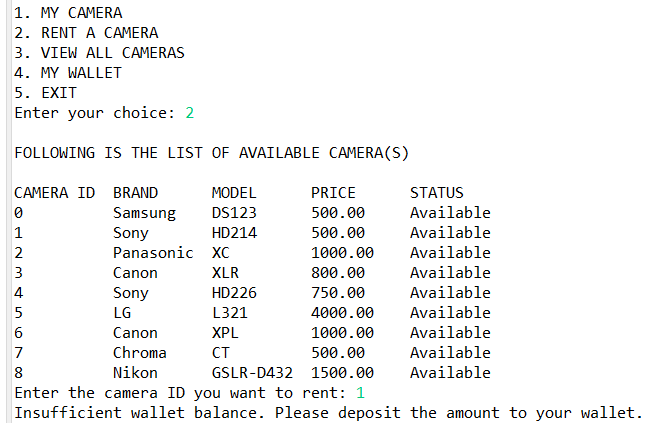 1. MY CAMERA
2. RENT A CAMERA
3. VIEW ALL CAMERAS
4. MY WALLET
5. EXIT
Enter your choice: 2
FOLLOWING IS THE LIST OF AVAILABLE CAMERA(S)
CAMERA ID  BRAND      MODEL      PRICE      STATUS
0          Samsung    DS123      500.00     Available
1          Sony       HD214      500.00     Available
2          Panasonic  XC         1000.00    Available
3          Canon      XLR        800.00     Available
4          Sony       HD226      750.00     Available
5          LG         L321       4000.00    Available
6          Canon      XPL        1000.00    Available
7          Chroma     CT         500.00     Available
8          Nikon      GSLR-D432  1500.00    Available
Enter the camera ID you want to rent: 1
Insufficient wallet balance. Please deposit the amount to your wallet.